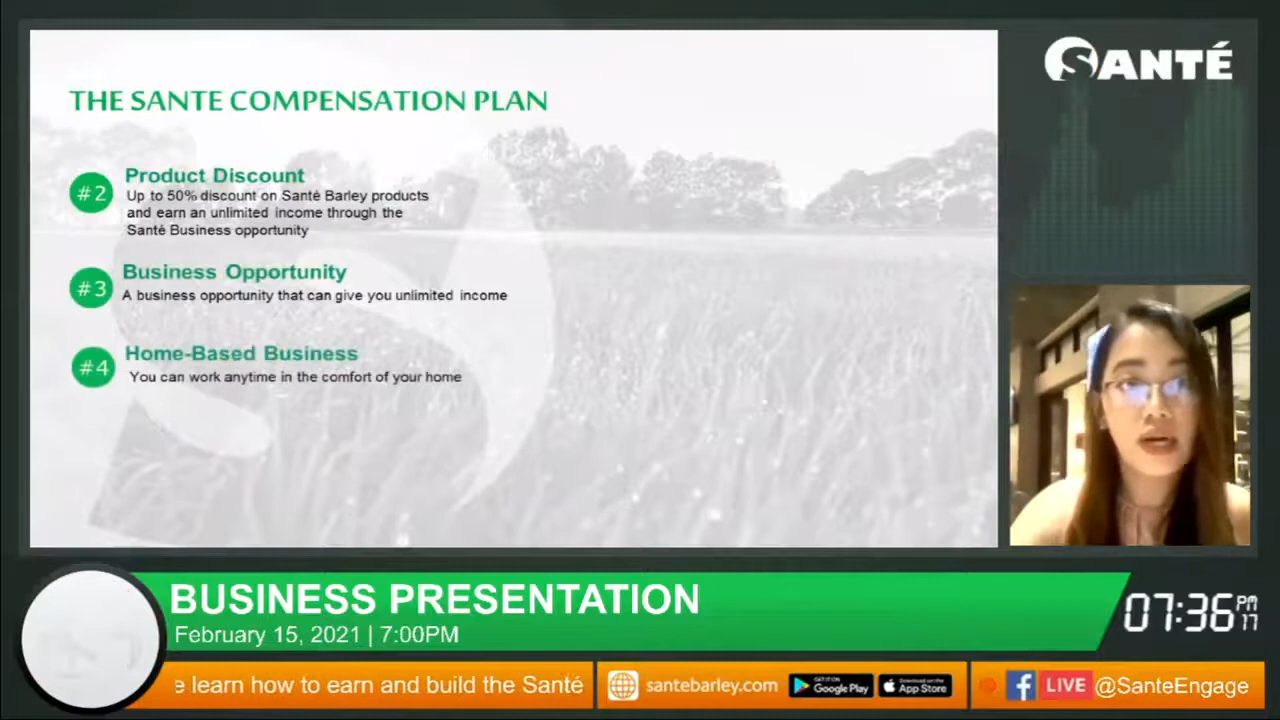 SANTÉ
THE SANTE COMPENSATION PLAN
#2
Product Discount
Up to 50% discount on Santé Barley products
and earn an unlimited income through the
Santé Business opportunity
#3
Business Opportunity
A business opportunity that can give you unlimited income
#4
Home-Based Business
You can work anytime in the comfort of your home
BUSINESS PRESENTATION
February 15, 2021 | 7:00PM
07:36 PM
17
e learn how to earn and build the Santé
santebarley.com
GET IT ON
Google Play
Download on the
App Store
f LIVE @SanteEngage